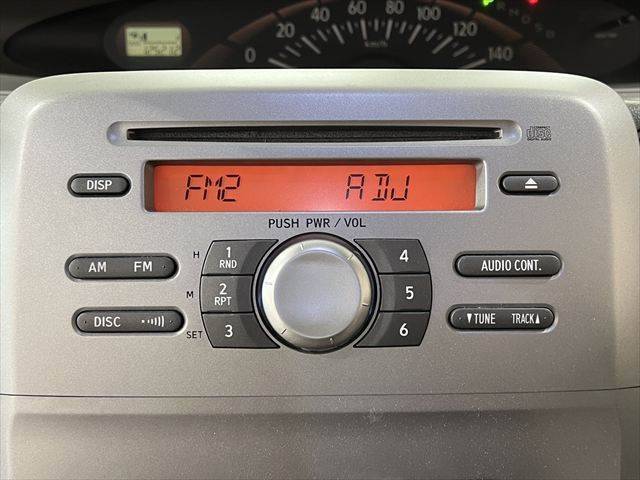 0 20 40 60 80 100 120 140
km/h
DISP
FM2 ADJ
PUSH PWR / VOL
AM FM
H 1 RND
4
AUDIO CONT.
M 2 RPT
5
DISC
SET 3
6
▼TUNE TRACK▲